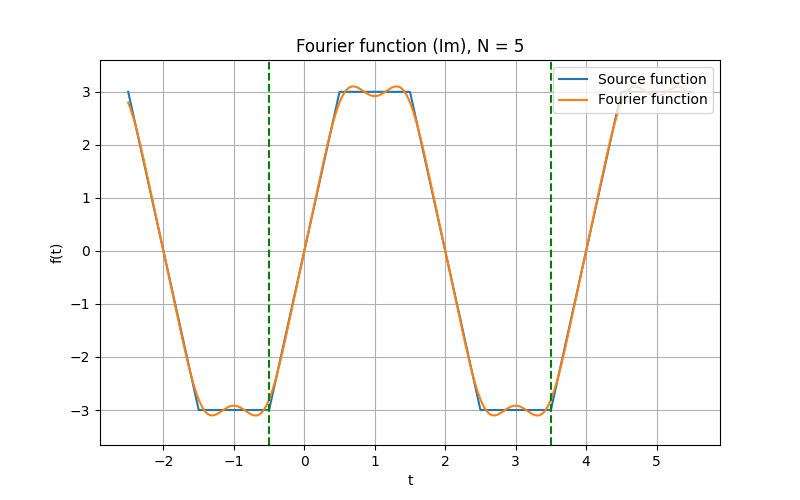 Fourier function (Im), N = 5
Source function
Fourier function
3
2
1
0
−1
−2
−3
f(t)
−2 −1 0 1 2 3 4 5
t